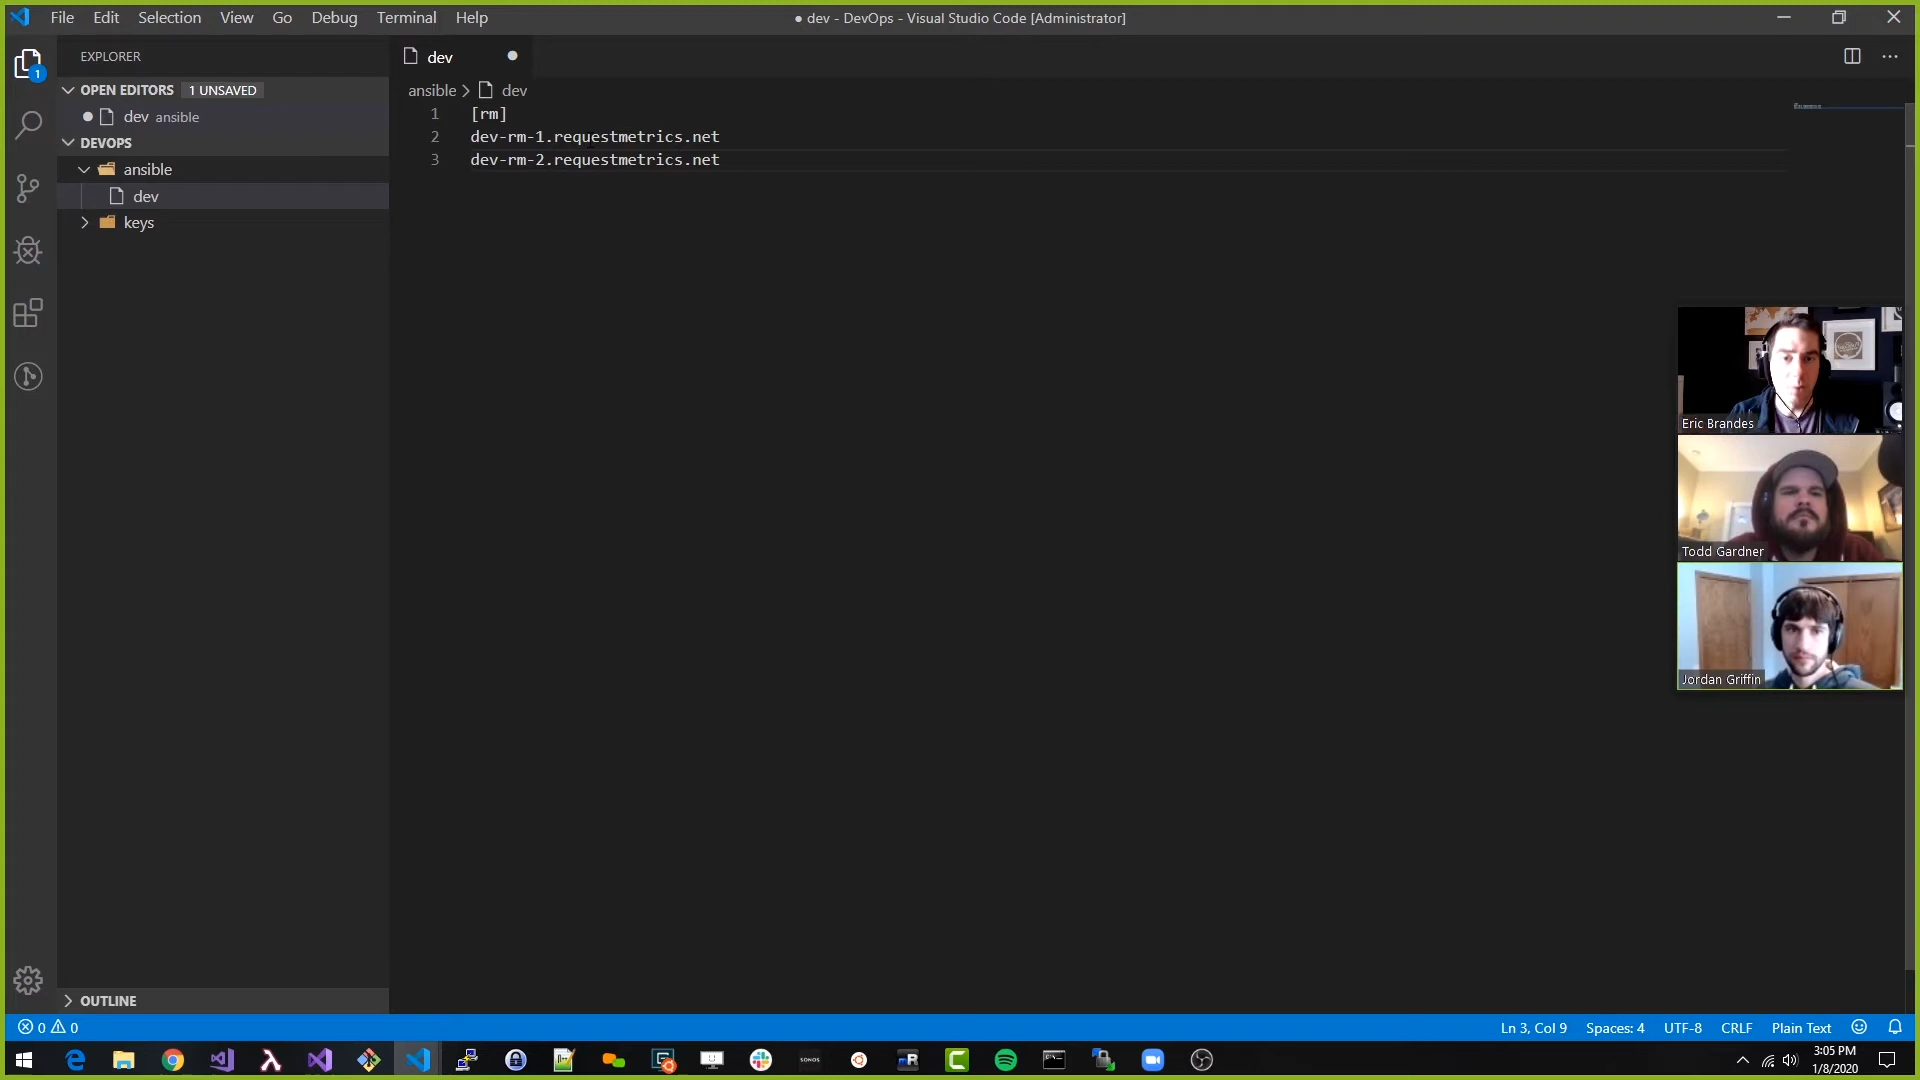 File Edit Selection View Go Debug Terminal Help
● dev - DevOps - Visual Studio Code [Administrator]
EXPLORER
dev
OPEN EDITORS 1 UNSAVED
ansible > dev
dev ansible
DEVOPS
ansible
dev
keys
1 [rm]
2 dev-rm-1.requestmetrics.net
3 dev-rm-2.requestmetrics.net
Eric Brandes
Todd Gardner
Jordan Griffin
OUTLINE
1
0 0
Ln 3, Col 9 Spaces: 4 UTF-8 CRLF Plain Text
SONOS
3:05 PM
1/8/2020